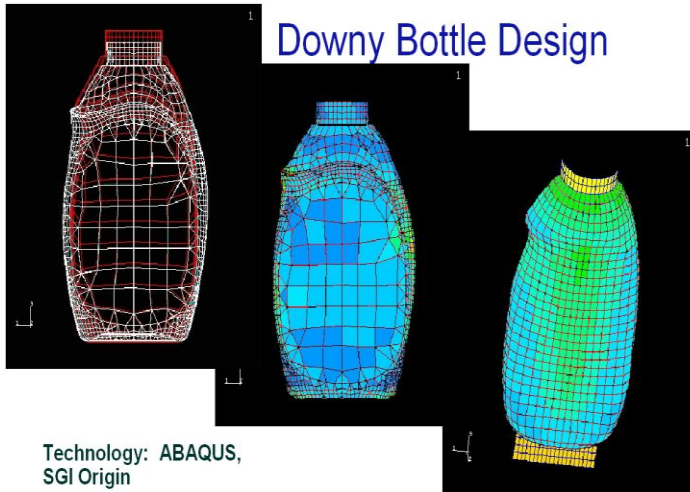 Downy Bottle Design
1
1
1
Technology: ABAQUS,
SGI Origin